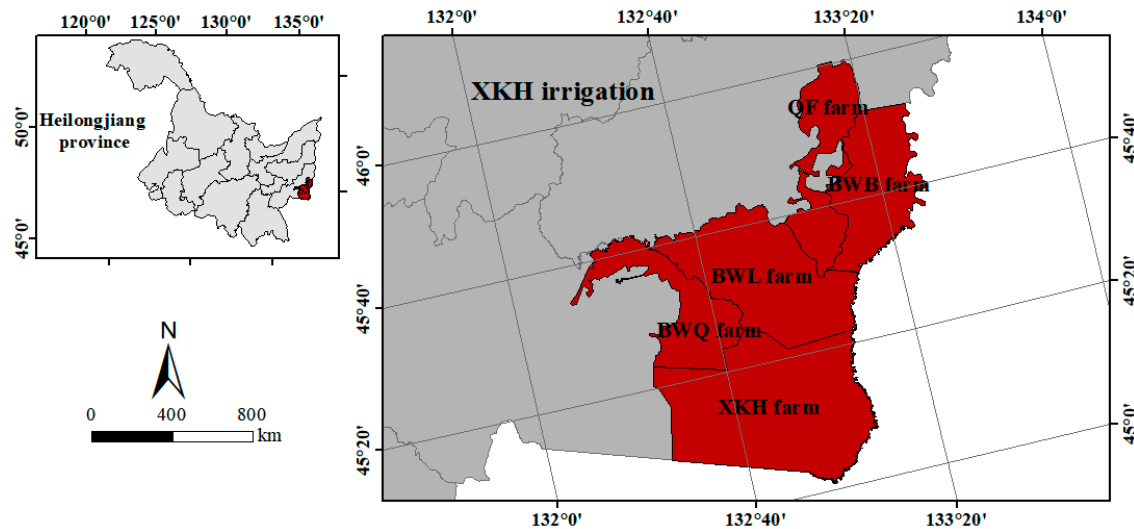 120°0' 125°0' 130°0' 135°0'
50°0'
45°0'
Heilongjiang
province
N
0 400 800
km
132°0' 132°40' 133°20' 134°0'
46°0'
45°40'
45°20'
XKH irrigation
QF farm
BWB farm
BWL farm
BWQ farm
XKH farm
45°40'
45°20'
45°0'
132°0' 132°40' 133°20'